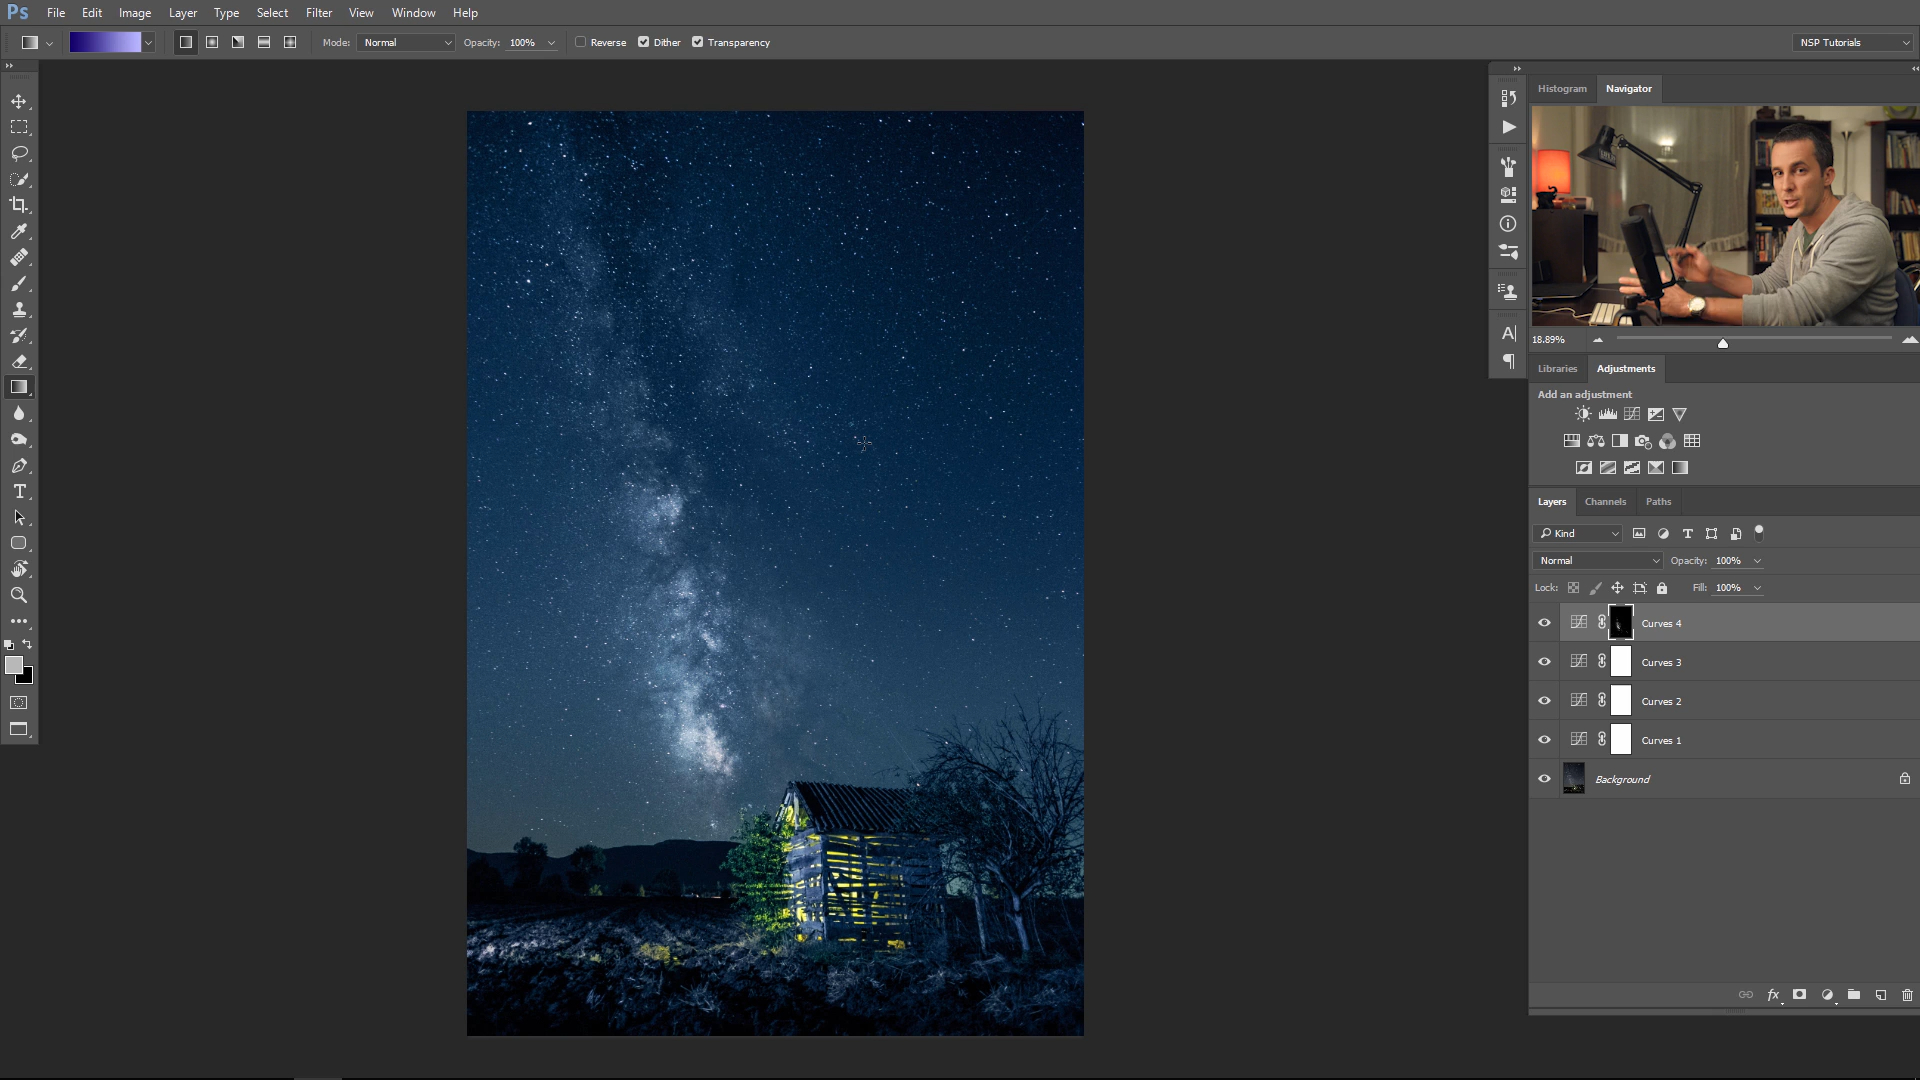 Ps File Edit Image Layer Type Select Filter View Window Help
Mode: Normal Opacity: 100% Reverse Dither Transparency NSP Tutorials
Histogram Navigator
18.89%
Libraries Adjustments
Add an adjustment
Layers Channels Paths
Kind
Normal Opacity: 100%
Lock: Fill: 100%
Curves 4
Curves 3
Curves 2
Curves 1
Background
fx